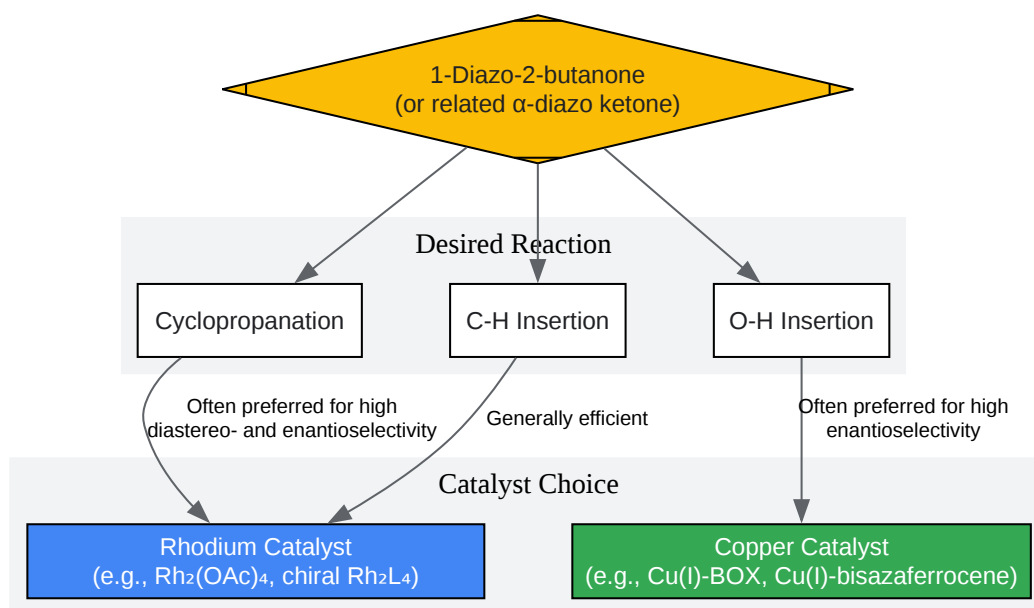 1-Diazo-2-butanone
(or related α-diazo ketone)
Desired Reaction
Cyclopropanation
C-H Insertion
O-H Insertion
Often preferred for high
diastereo- and enantioselectivity
Generally efficient
Often preferred for high
enantioselectivity
Catalyst Choice
Rhodium Catalyst
(e.g., Rh₂(OAc)₄, chiral Rh₂L₄)
Copper Catalyst
(e.g., Cu(I)-BOX, Cu(I)-bisazaferrocene)